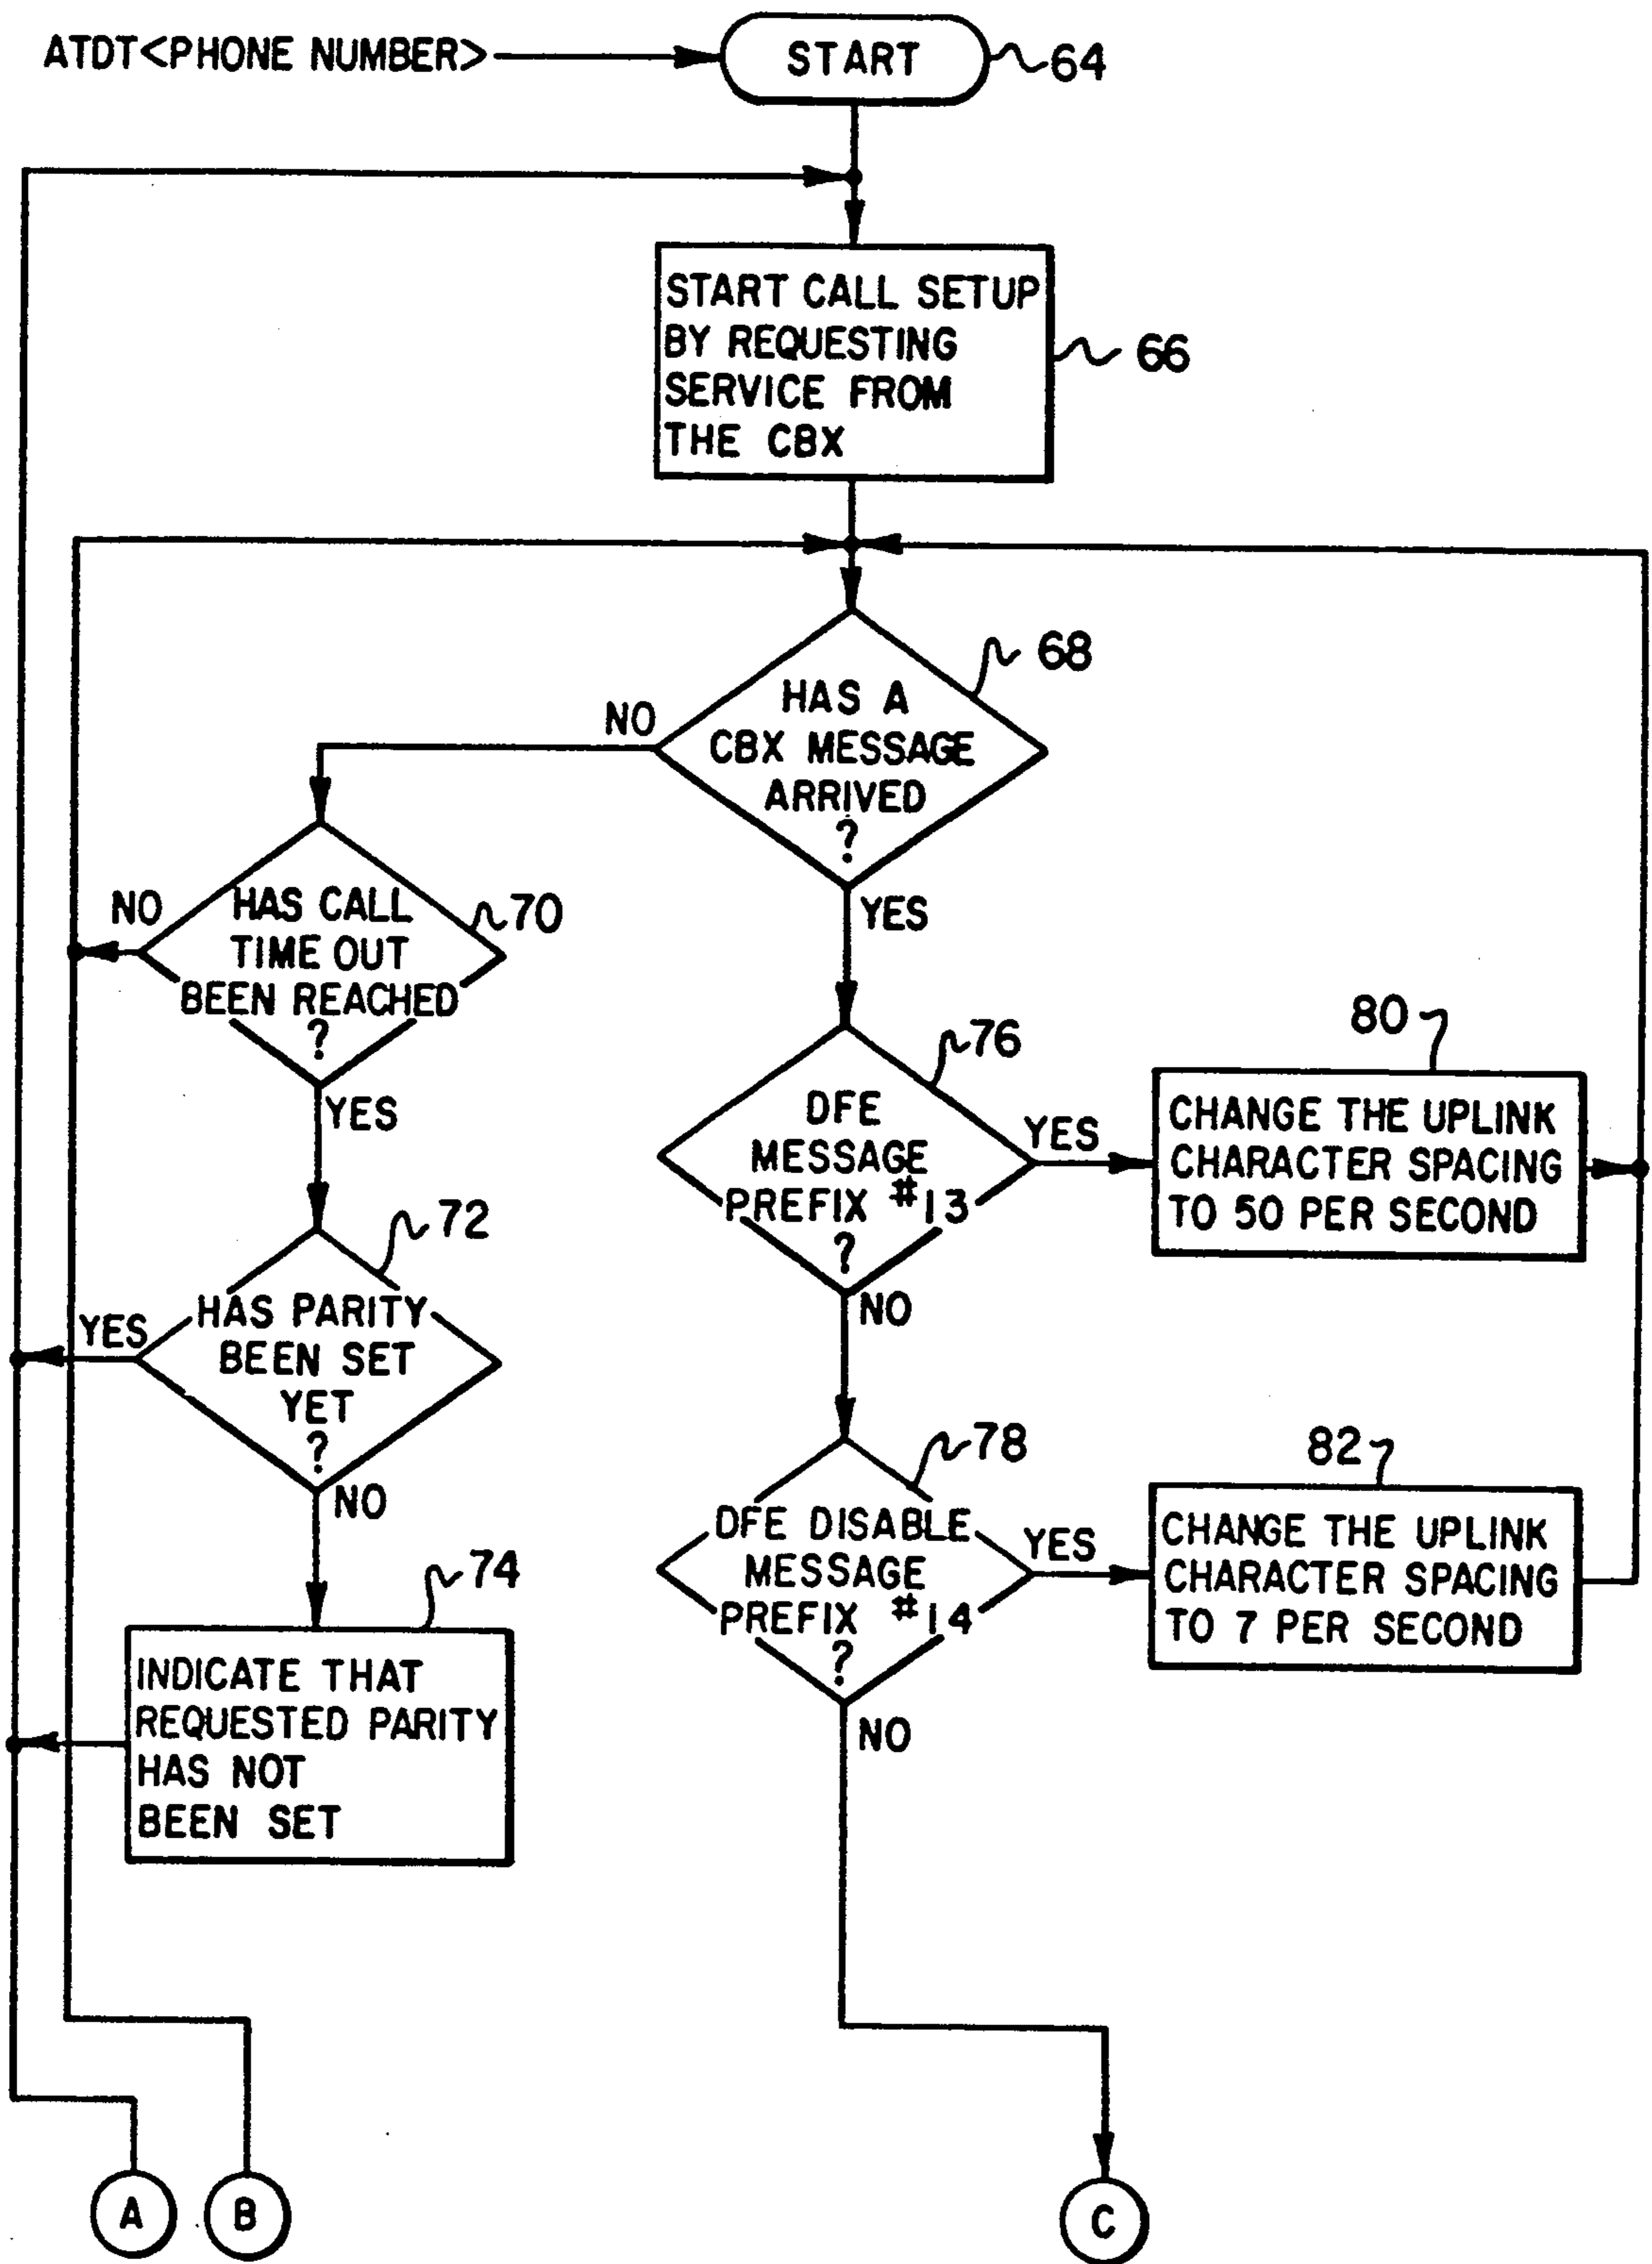 ATDT<PHONE NUMBER>
START
64
START CALL SETUP
BY REQUESTING
SERVICE FROM
THE CBX
66
68
HAS A
CBX MESSAGE
ARRIVED
?
NO
YES
NO
HAS CALL
TIME OUT
BEEN REACHED
?
70
YES
76
DFE
MESSAGE
PREFIX #13
?
YES
NO
80
CHANGE THE UPLINK
CHARACTER SPACING
TO 50 PER SECOND
72
YES
HAS PARITY
BEEN SET
YET
?
NO
78
DFE DISABLE
MESSAGE
PREFIX #14
?
YES
NO
82
CHANGE THE UPLINK
CHARACTER SPACING
TO 7 PER SECOND
74
INDICATE THAT
REQUESTED PARITY
HAS NOT
BEEN SET
A
B
C